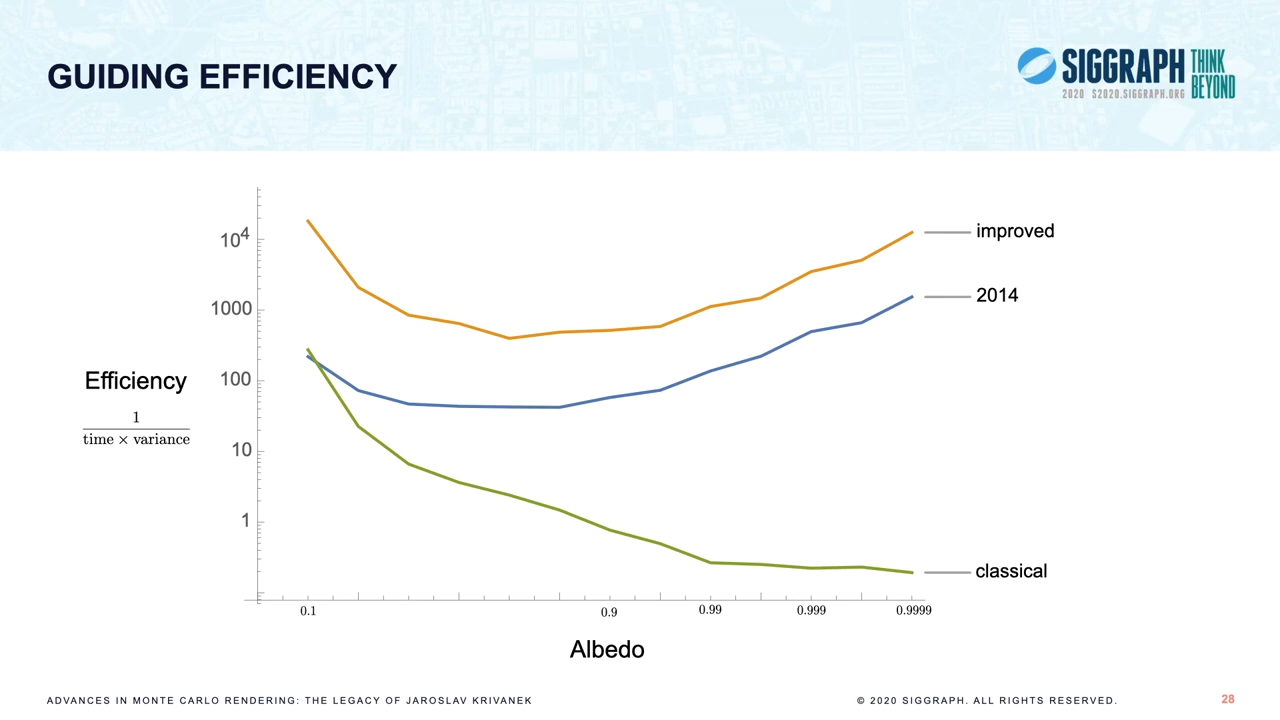 GUIDING EFFICIENCY
SIGGRAPH
THINK
BEYOND
2020 S2020.SIGGRAPH.ORG
10^4
1000
100
10
1
Efficiency
1
time × variance
improved
2014
classical
0.1
0.9
0.99
0.999
0.9999
Albedo
ADVANCES IN MONTE CARLO RENDERING: THE LEGACY OF JAROSLAV KRIVANEK
© 2020 SIGGRAPH. ALL RIGHTS RESERVED.
28